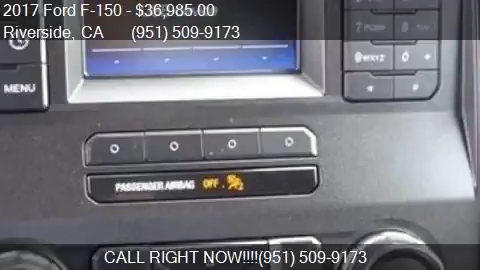 2017 Ford F-150 - $36,985.00
Riverside, CA (951) 509-9173
MENU
9WXYZ
*
#
PASSENGER AIRBAG OFF
CALL RIGHT NOW!!!!(951) 509-9173